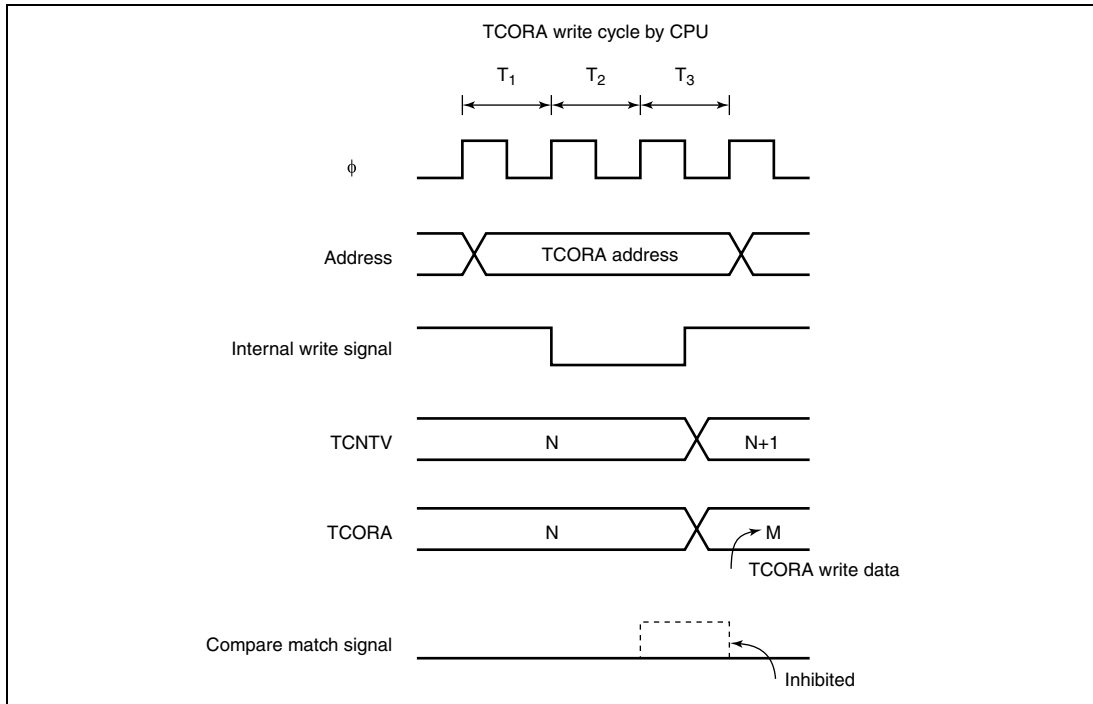 TCORA write cycle by CPU
T1 T2 T3
ϕ
Address TCORA address
Internal write signal
TCNTV N N+1
TCORA N M
TCORA write data
Compare match signal
Inhibited